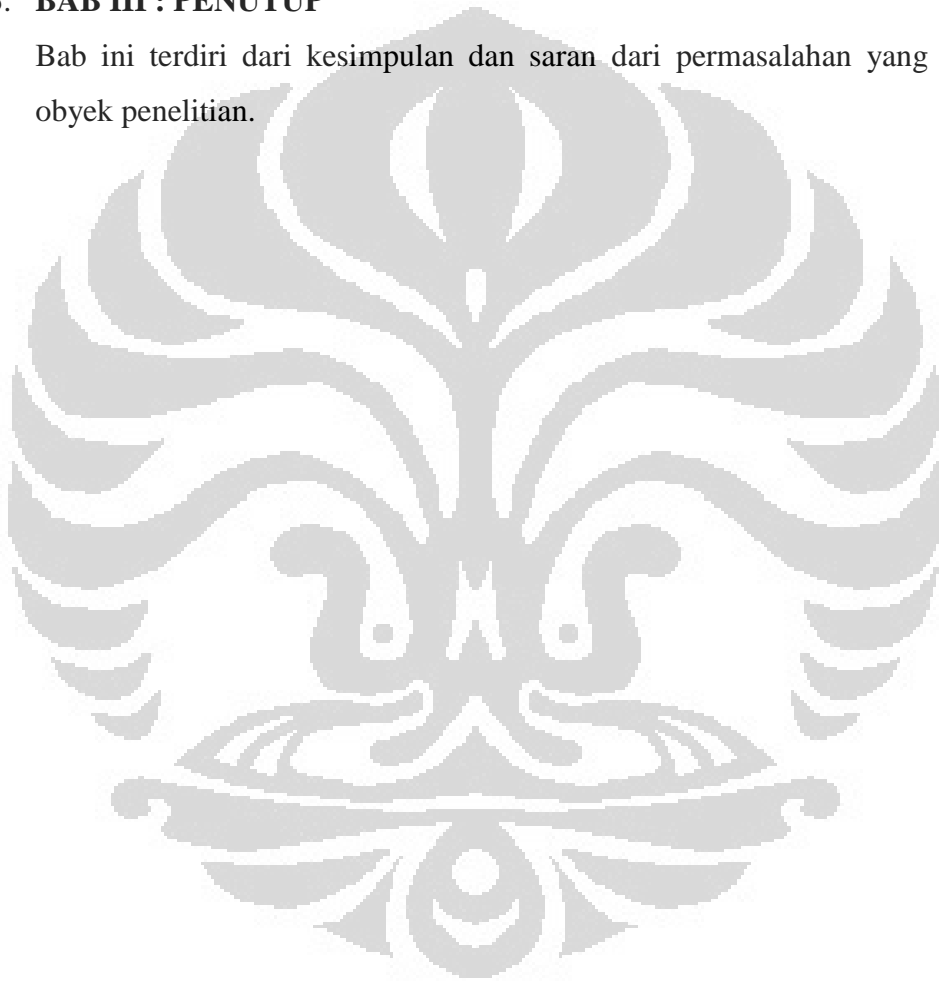 BAB III : PENUTUP
Bab ini terdiri dari kesimpulan dan saran dari permasalahan yang
obyek penelitian.